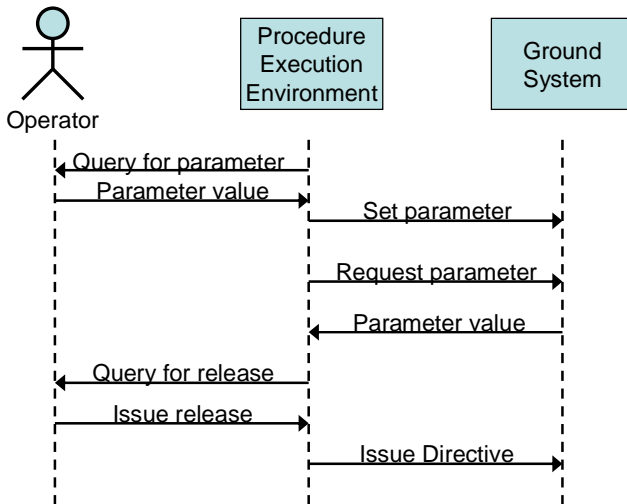 Procedure
Execution
Environment
Ground
System
Operator
Query for parameter
Parameter value
Set parameter
Request parameter
Parameter value
Query for release
Issue release
Issue Directive